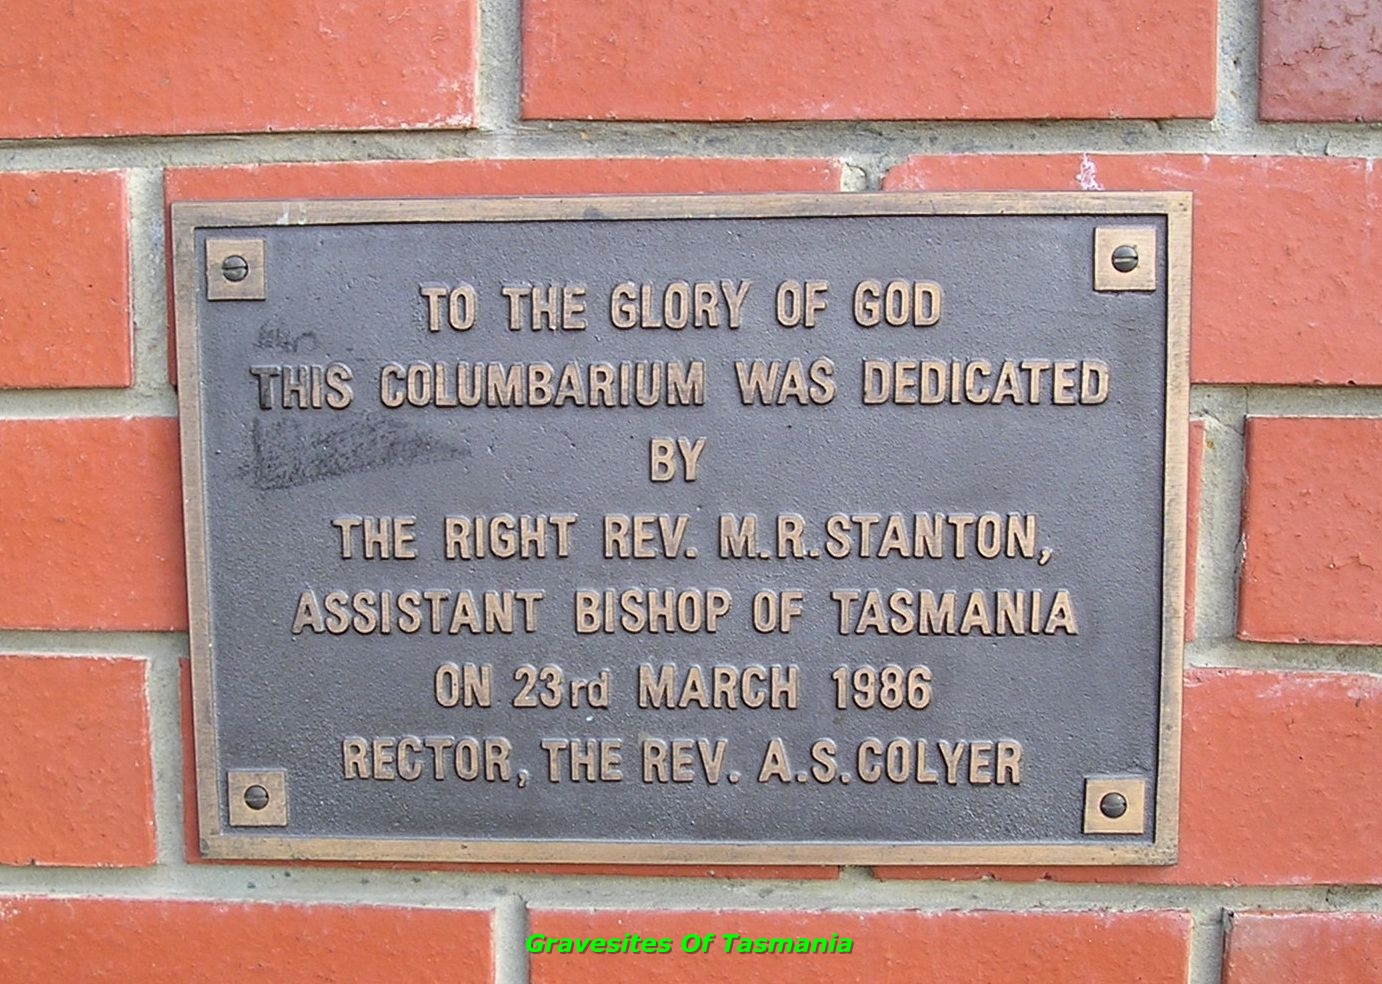 TO THE GLORY OF GOD
THIS COLUMBARIUM WAS DEDICATED
BY
THE RIGHT REV. M.R. STANTON,
ASSISTANT BISHOP OF TASMANIA
ON 23rd MARCH 1986
RECTOR, THE REV. A.S. COLYER
Gravesites Of Tasmania